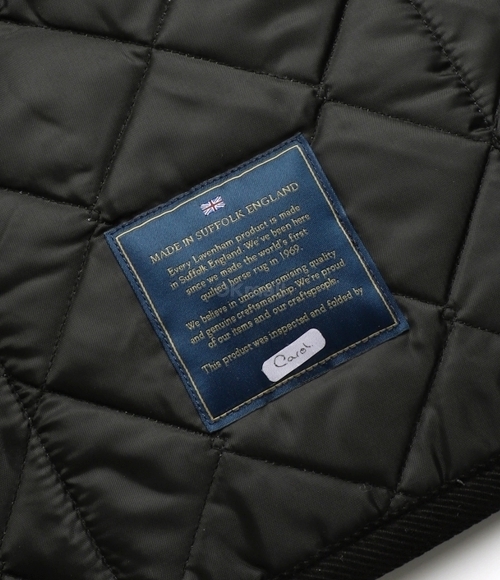 MADE IN SUFFOLK ENGLAND
Every Lavenham product is made
in Suffolk England. We've been here
since we made the world's first
quilted horse rug in 1969.
We believe in uncompromising quality
and genuine craftsmanship. We're proud
of our items and our craftspeople.
This product was inspected and folded by
Carol.